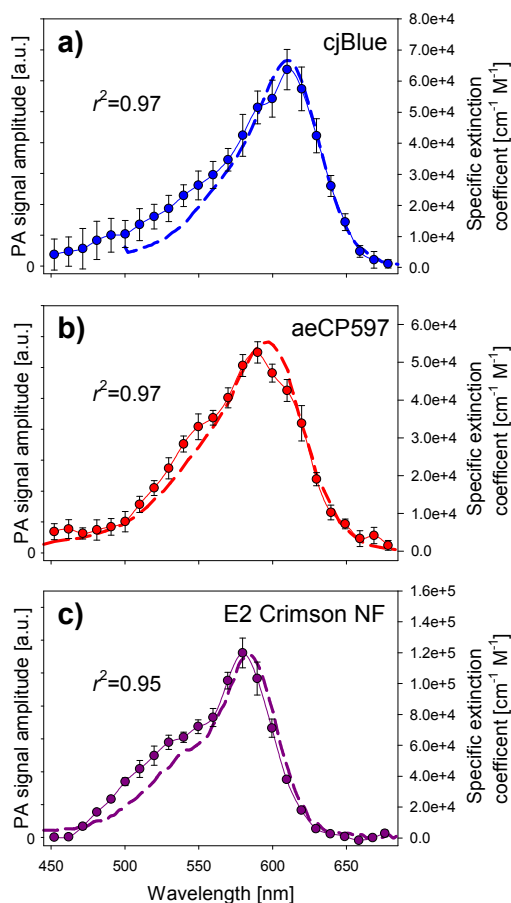 a)
cjBlue
r²=0.97
PA signal amplitude [a.u.]
0
8.0e+4
7.0e+4
6.0e+4
5.0e+4
4.0e+4
3.0e+4
2.0e+4
1.0e+4
0.0
Specific extinction
coefficent [cm⁻¹ M⁻¹]
b)
aeCP597
r²=0.97
PA signal amplitude [a.u.]
0
6.0e+4
5.0e+4
4.0e+4
3.0e+4
2.0e+4
1.0e+4
0.0
Specific extinction
coefficent [cm⁻¹ M⁻¹]
c)
E2 Crimson NF
r²=0.95
PA signal amplitude [a.u.]
0
1.6e+5
1.4e+5
1.2e+5
1.0e+5
8.0e+4
6.0e+4
4.0e+4
2.0e+4
0.0
Specific extinction
coefficent [cm⁻¹ M⁻¹]
450 500 550 600 650
Wavelength [nm]